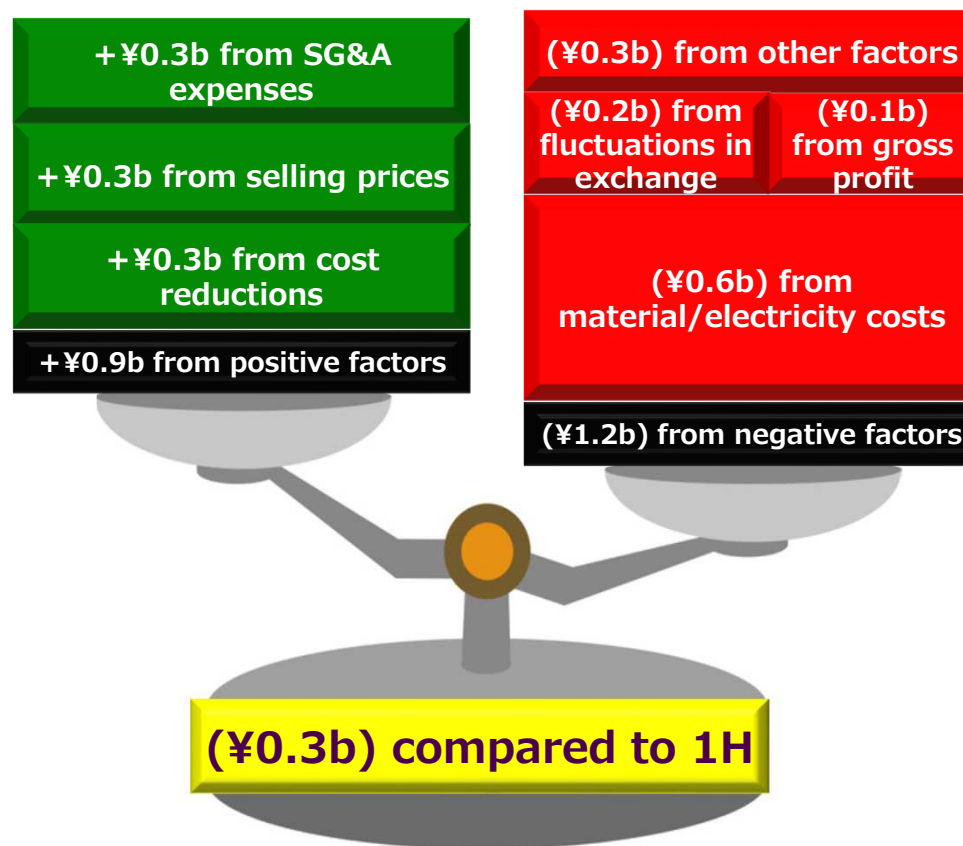 +¥0.3b from SG&A
expenses
+¥0.3b from selling prices
+¥0.3b from cost
reductions
+¥0.9b from positive factors
(¥0.3b) from other factors
(¥0.2b) from
fluctuations in
exchange
(¥0.1b)
from gross
profit
(¥0.6b) from
material/electricity costs
(¥1.2b) from negative factors
(¥0.3b) compared to 1H